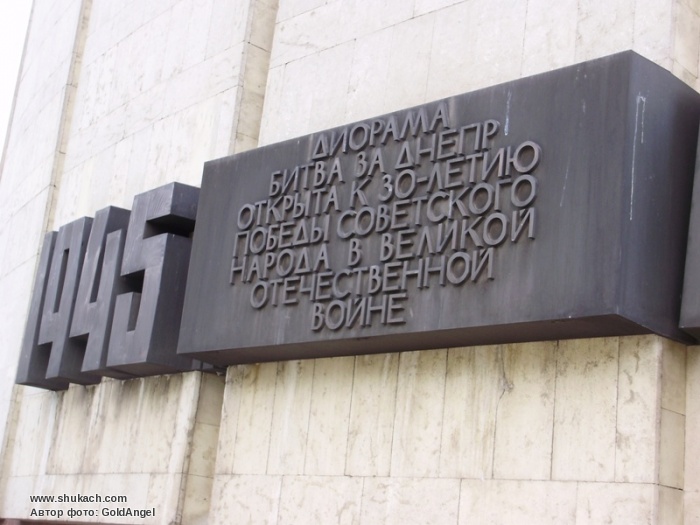 1945
ДИОРАМА
БИТВА ЗА ДНЕПР
ОТКРЫТА К 30-ЛЕТИЮ
ПОБЕДЫ СОВЕТСКОГО
НАРОДА В ВЕЛИКОЙ
ОТЕЧЕСТВЕННОЙ
ВОЙНЕ
www.shukach.com
Автор фото: GoldAngel